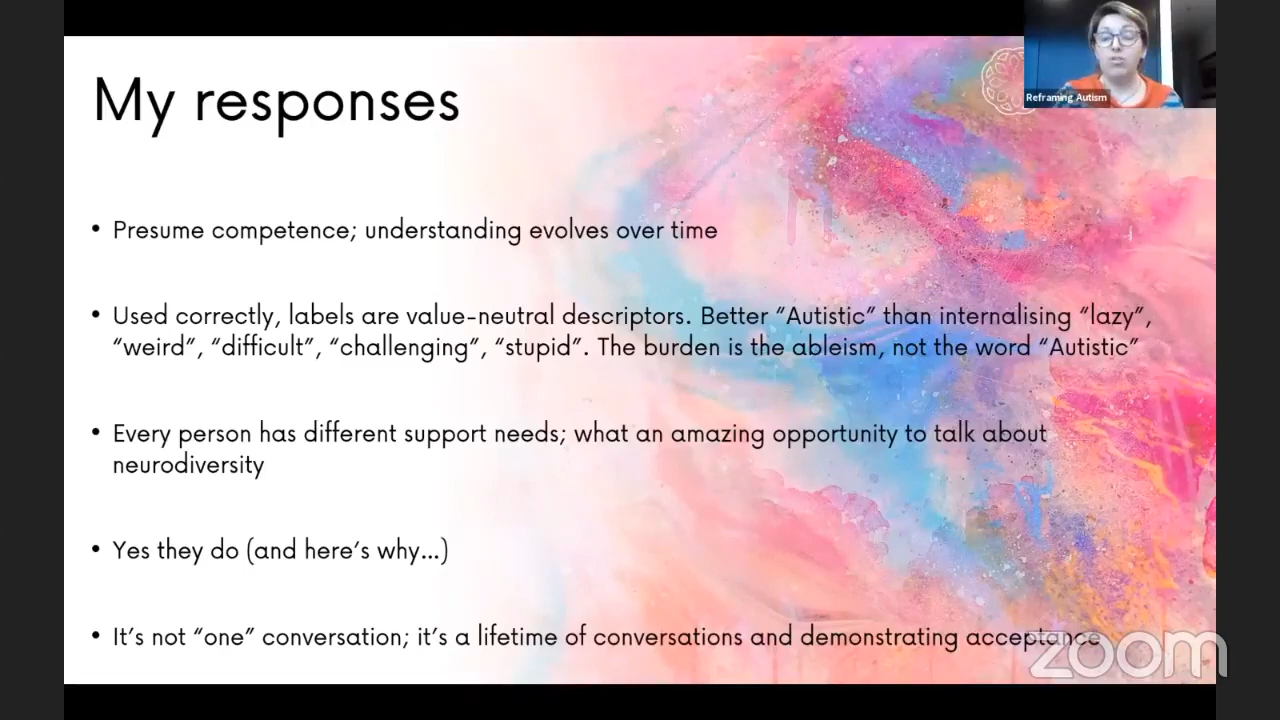 My responses
Reframing Autism
• Presume competence; understanding evolves over time
• Used correctly, labels are value-neutral descriptors. Better “Autistic” than internalising “lazy”,
“weird”, “difficult”, “challenging”, “stupid”. The burden is the ableism, not the word “Autistic”
• Every person has different support needs; what an amazing opportunity to talk about
neurodiversity
• Yes they do (and here’s why...)
• It’s not “one” conversation; it’s a lifetime of conversations and demonstrating acceptance
zoom